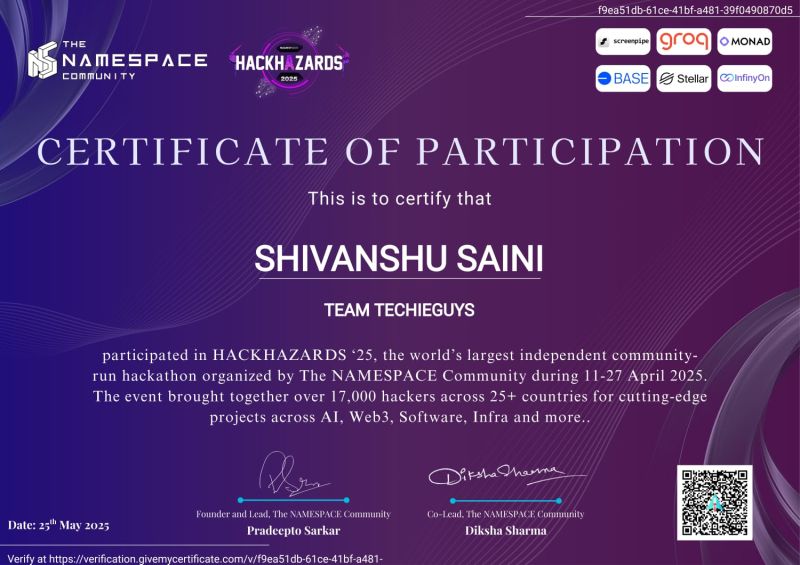 f9ea51db-61ce-41bf-a481-39f0490870d5
THE
NAMESPACE
COMMUNITY
HACKHAZARDS
2025
screenpipe
groq
MONAD
BASE
Stellar
InfinyOn
CERTIFICATE OF PARTICIPATION
This is to certify that
SHIVANSHU SAINI
TEAM TECHIEGUYS
participated in HACKHAZARDS ‘25, the world’s largest independent community-
run hackathon organized by The NAMESPACE Community during 11-27 April 2025.
The event brought together over 17,000 hackers across 25+ countries for cutting-edge
projects across AI, Web3, Software, Infra and more..
Diksha Sharma
Founder and Lead, The NAMESPACE Community
Pradeepto Sarkar
Co-Lead, The NAMESPACE Community
Diksha Sharma
Date: 25th May 2025
Verify at https://verification.givemycertificate.com/v/f9ea51db-61ce-41bf-a481-